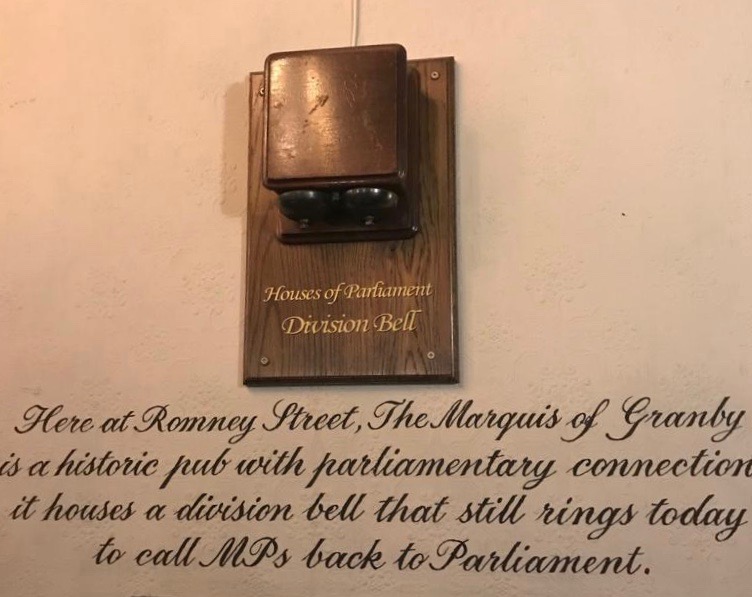 Houses of Parliament
Division Bell
Here at Romney Street, The Marquis of Granby
is a historic pub with parliamentary connection
it houses a division bell that still rings today
to call MPs back to Parliament.